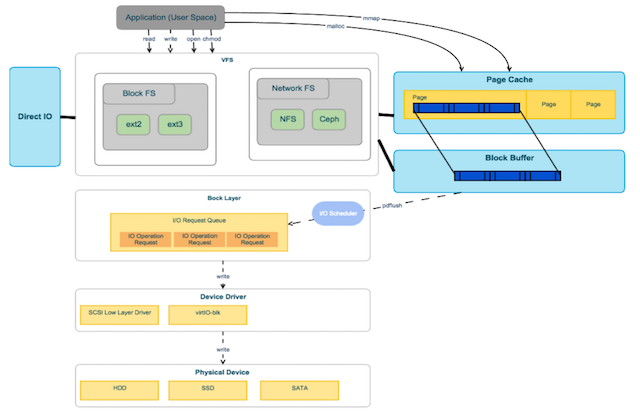 Application (User Space)
mmap
malloc
read
write
open
chmod
VFS
Block FS
ext2
ext3
Network FS
NFS
Ceph
Direct IO
Page Cache
Page
Page
Page
Block Buffer
Bock Layer
I/O Scheduler
pdflush
I/O Request Queue
IO Operation
Request
IO Operation
Request
IO Operation
Request
write
Device Driver
SCSI Low Layer Driver
virtIO-blk
write
Physical Device
HDD
SSD
SATA